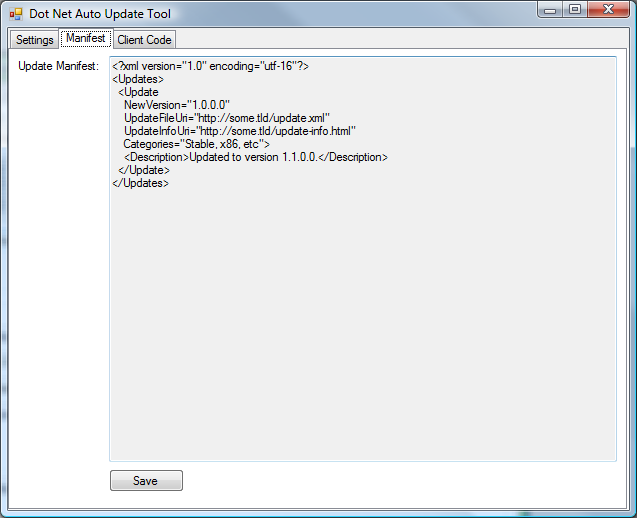 Dot Net Auto Update Tool
Settings Manifest Client Code
Update Manifest:
<?xml version="1.0" encoding="utf-16"?>
<Updates>
<Update
NewVersion="1.0.0.0"
UpdateFileUri="http://some.tld/update.xml"
UpdateInfoUri="http://some.tld/update-info.html"
Categories="Stable, x86, etc">
<Description>Updated to version 1.1.0.0.</Description>
</Update>
</Updates>
Save